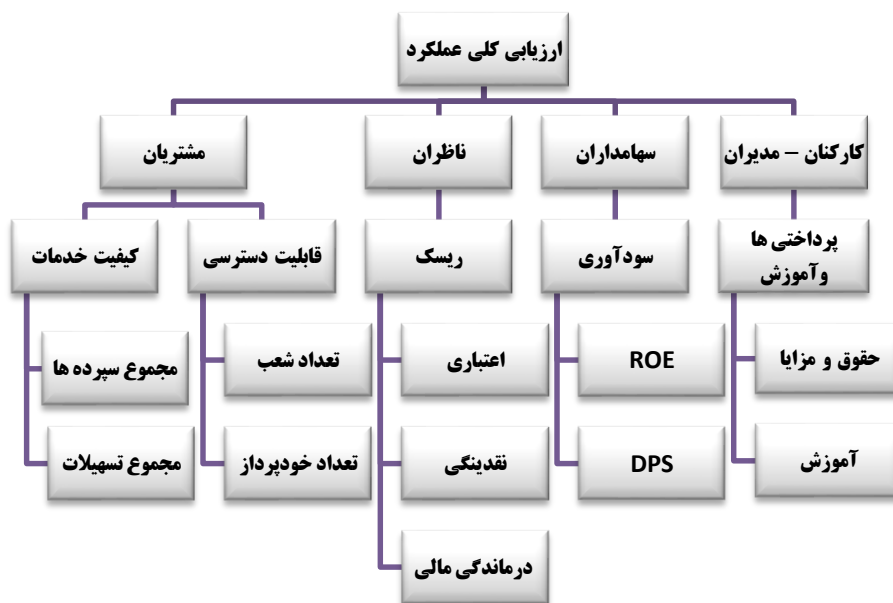 ارزیابی کلی عملکرد
کارکنان – مدیران
سهامداران
ناظران
مشتریان
پرداختی ها
وآموزش
سودآوری
ریسک
قابلیت دسترسی
کیفیت خدمات
حقوق و مزایا
ROE
اعتباری
تعداد شعب
مجموع سپرده ها
آموزش
DPS
نقدینگی
تعداد خودپرداز
مجموع تسهیلات
درماندگی مالی